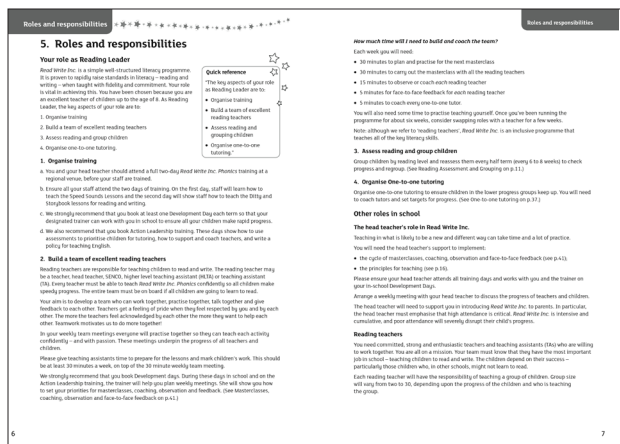 Roles and responsibilities
5. Roles and responsibilities
Your role as Reading Leader
Read Write Inc. is a simple well-structured literacy programme.
It is proven to rapidly raise standards in literacy – reading and
writing – when taught with fidelity and commitment. Your role
is vital in achieving this. You have been chosen because you are
an excellent teacher of children up to the age of 8. As Reading
Leader, the key aspects of your role are to:
1. Organise training
2. Build a team of excellent reading teachers
3. Assess reading and group children
4. Organise one-to-one tutoring.
Quick reference
"The key aspects of your role
as Reading Leader are to:
• Organise training
• Build a team of excellent
reading teachers
• Assess reading and
grouping children
• Organise one-to-one
tutoring."
1. Organise training
a. You and your head teacher should attend a full two-day Read Write Inc. Phonics training at a
regional venue, before your staff are trained.
b. Ensure all your staff attend the two days of training. On the first day, staff will learn how to
teach the Speed Sounds Lessons and the second day will show staff how to teach the Ditty and
Storybook lessons for reading and writing.
c. We strongly recommend that you book at least one Development Day each term so that your
designated trainer can work with you in school to ensure all your children make rapid progress.
d. We also recommend that you book Action Leadership training. These days show how to use
assessments to prioritise children for tutoring, how to support and coach teachers, and write a
policy for teaching English.
2. Build a team of excellent reading teachers
Reading teachers are responsible for teaching children to read and write. The reading teacher may
be a teacher, head teacher, SENCO, higher level teaching assistant (HLTA) or teaching assistant
(TA). Every teacher must be able to teach Read Write Inc. Phonics confidently so all children make
speedy progress. The entire team must be on board if all children are going to learn to read.
Your aim is to develop a team who can work together, practise together, talk together and give
feedback to each other. Teachers get a feeling of pride when they feel respected by you and by each
other. The more the teachers feel acknowledged by each other the more they want to help each
other. Teamwork motivates us to do more together!
In your weekly team meetings everyone will practise together so they can teach each activity
confidently – and with passion. These meetings underpin the progress of all teachers and
children.
Please give teaching assistants time to prepare for the lessons and mark children's work. This should
be at least 30 minutes a week, on top of the 30 minute weekly team meeting.
We strongly recommend that you book Development days. During these days in school and on the
Action Leadership training, the trainer will help you plan weekly meetings. She will show you how
to set your priorities for masterclasses, coaching, observation and feedback. (See Masterclasses,
coaching, observation and face-to-face feedback on p.41.)
6
Roles and responsibilities
How much time will I need to build and coach the team?
Each week you will need:
• 30 minutes to plan and practise for the next masterclass
• 30 minutes to carry out the masterclass with all the reading teachers
• 15 minutes to observe or coach each reading teacher
• 5 minutes for face-to-face feedback for each reading teacher
• 5 minutes to coach every one-to-one tutor.
You will also need some time to practise teaching yourself. Once you've been running the
programme for about six weeks, consider swapping roles with a teacher for a few weeks.
Note: although we refer to 'reading teachers', Read Write Inc. is an inclusive programme that
teaches all of the key literacy skills.
3. Assess reading and group children
Group children by reading level and reassess them every half term (every 6 to 8 weeks) to check
progress and regroup. (See Reading Assessment and Grouping on p.11.)
4. Organise One-to-one tutoring
Organise one-to-one tutoring to ensure children in the lower progress groups keep up. You will need
to coach tutors and set targets for progress. (See One-to-one tutoring on p.37.)
Other roles in school
The head teacher's role in Read Write Inc.
Teaching in what is likely to be a new and different way can take time and a lot of practice.
You will need the head teacher's support to implement:
• the cycle of masterclasses, coaching, observation and face-to-face feedback (see p.41);
• the principles for teaching (see p.16).
Please ensure your head teacher attends all training days and works with you and the trainer on
your in-school Development Days.
Arrange a weekly meeting with your head teacher to discuss the progress of teachers and children.
The head teacher will need to support you in introducing Read Write Inc. to parents. In particular,
the head teacher must emphasise that high attendance is critical. Read Write Inc. is intensive and
cumulative, and poor attendance will severely disrupt their child's progress.
Reading teachers
You need committed, strong and enthusiastic teachers and teaching assistants (TAs) who are willing
to work together. You are all on a mission. Your team must know that they have the most important
job in school – teaching children to read and write. The children depend on their success –
particularly those children who, in other schools, might not learn to read.
Each reading teacher will have the responsibility of teaching a group of children. Group size
will vary from two to 30, depending upon the progress of the children and who is teaching
the group.
7